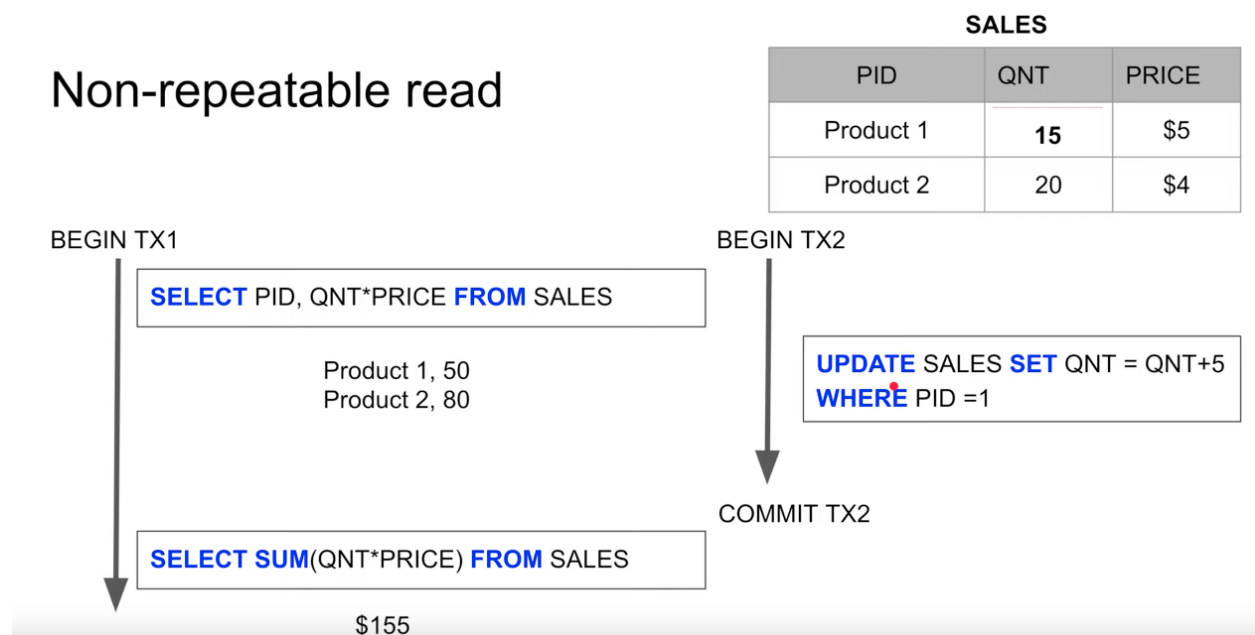 SALES
Non-repeatable read
PID QNT PRICE
Product 1 15 $5
Product 2 20 $4
BEGIN TX1
SELECT PID, QNT*PRICE FROM SALES
Product 1, 50
Product 2, 80
SELECT SUM(QNT*PRICE) FROM SALES
$155
BEGIN TX2
UPDATE SALES SET QNT = QNT+5
WHERE PID =1
COMMIT TX2